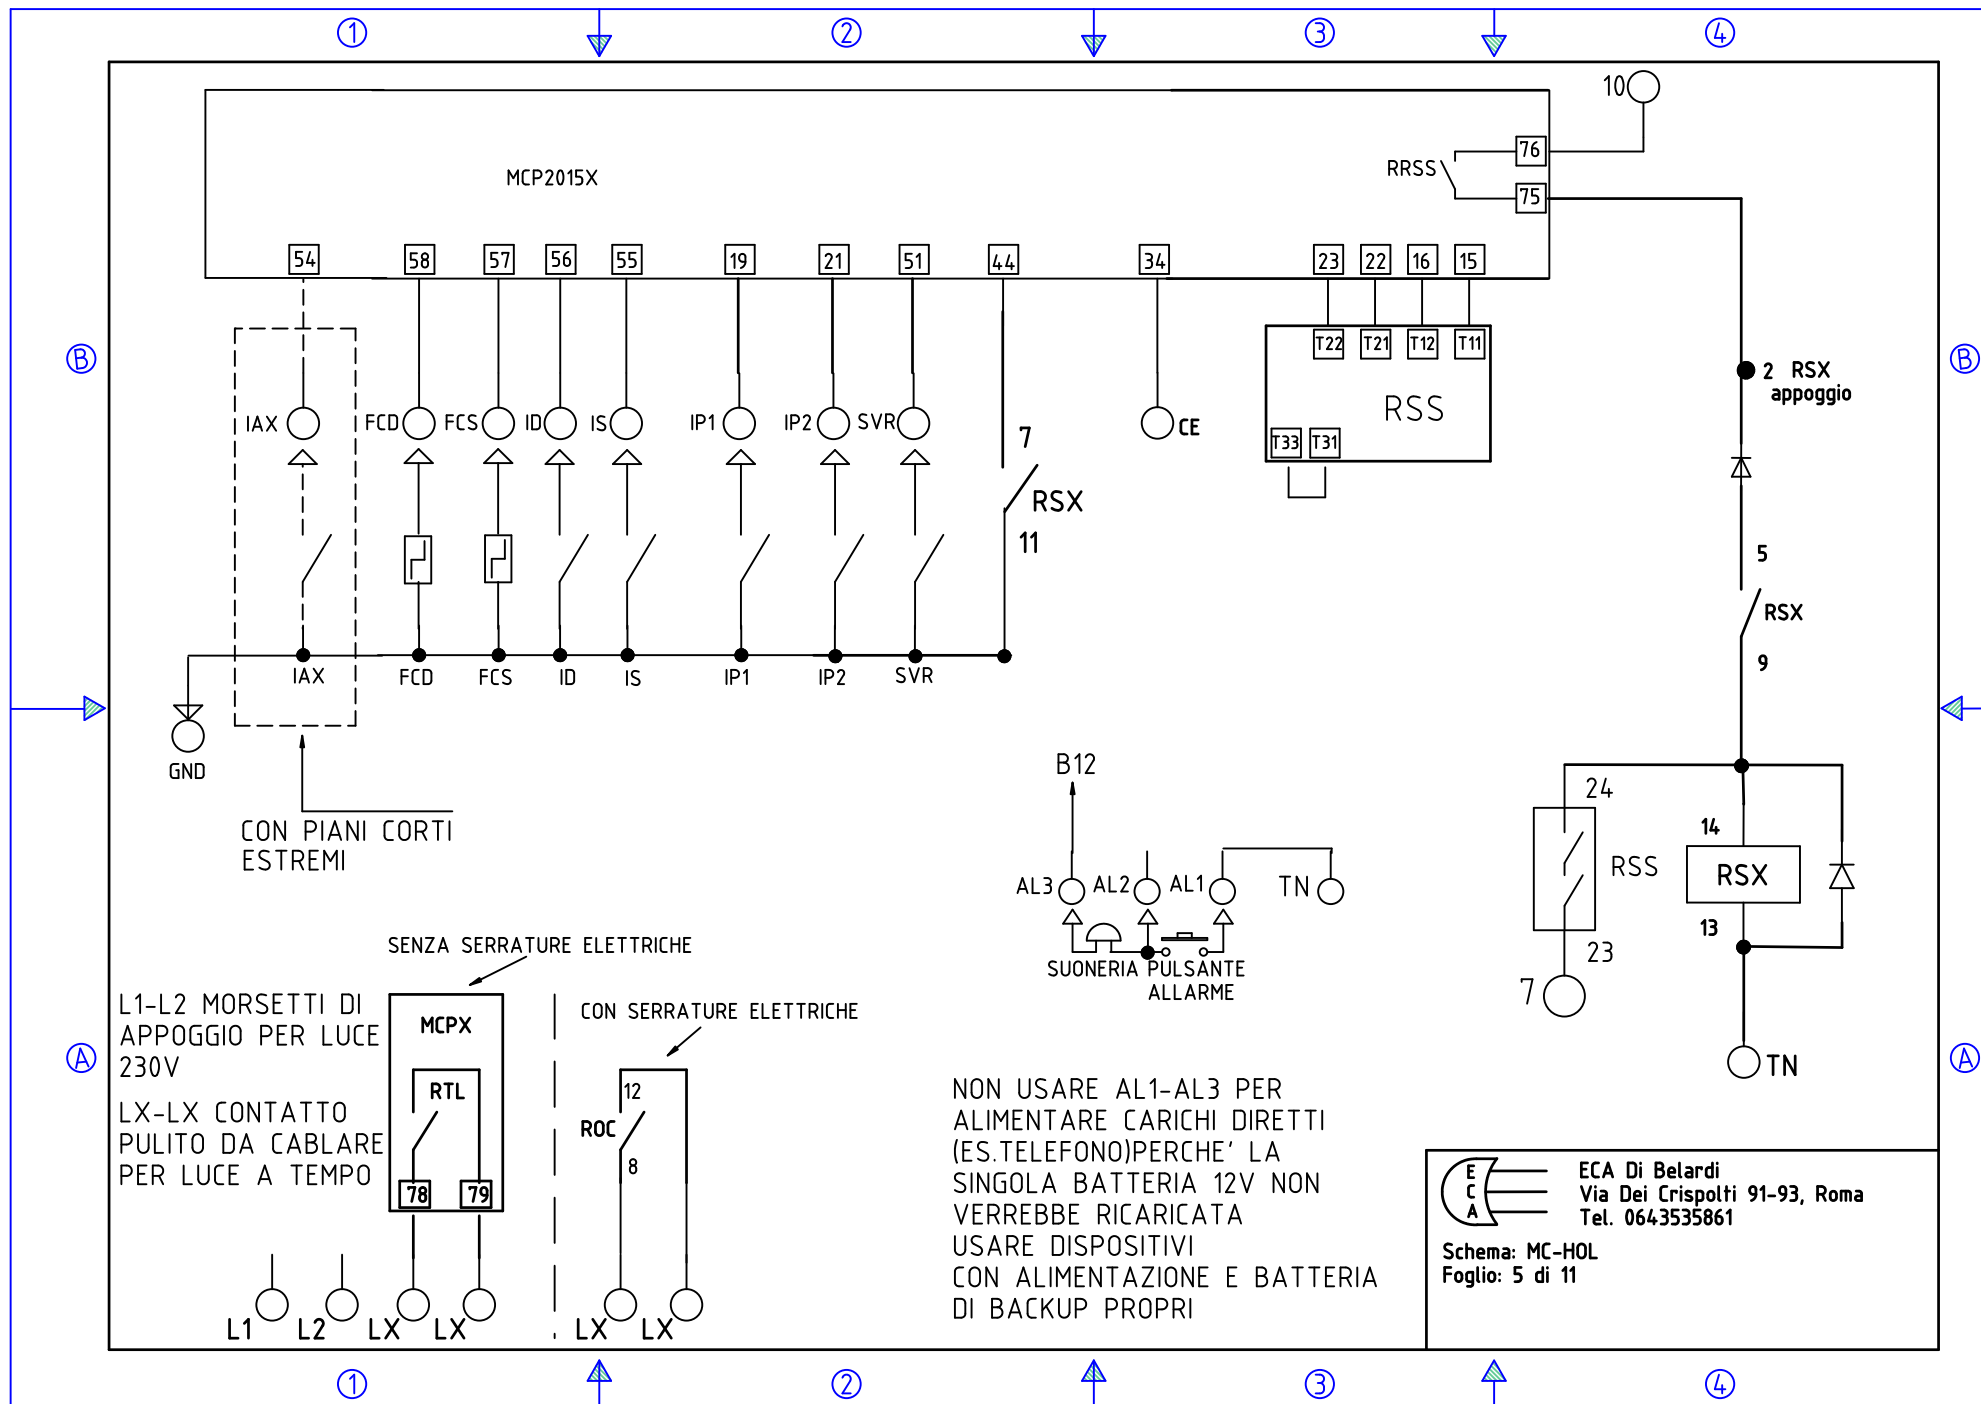 1 2 3 4
10
76
RRSS
MCP2015X
75
54 58 57 56 55 19 21 51 44 34 23 22 16 15
T22 T21 T12 T11
B B
2 RSX
appoggio
RSS
IAX FCD FCS ID IS IP1 IP2 SVR CE
7
T33 T31
RSX
11
5
RSX
9
IAX FCD FCS ID IS IP1 IP2 SVR
GND
B12
24
CON PIANI CORTI
ESTREMI
14
RSS
RSX
AL3 AL2 AL1 TN
13
SENZA SERRATURE ELETTRICHE
23
SUONERIA PULSANTE
ALLARME
7
L1-L2 MORSETTI DI
APPOGGIO PER LUCE
230V
LX-LX CONTATTO
PULITO DA CABLARE
PER LUCE A TEMPO
MCPX
RTL
78 79
CON SERRATURE ELETTRICHE
12
ROC
8
A A
TN
NON USARE AL1-AL3 PER
ALIMENTARE CARICHI DIRETTI
(ES.TELEFONO)PERCHE' LA
SINGOLA BATTERIA 12V NON
VERREBBE RICARICATA
USARE DISPOSITIVI
CON ALIMENTAZIONE E BATTERIA
DI BACKUP PROPRI
E
C
A
ECA Di Belardi
Via Dei Crispolti 91-93, Roma
Tel. 0643535861
Schema: MC-HOL
Foglio: 5 di 11
L1 L2 LX LX LX LX
1 2 3 4